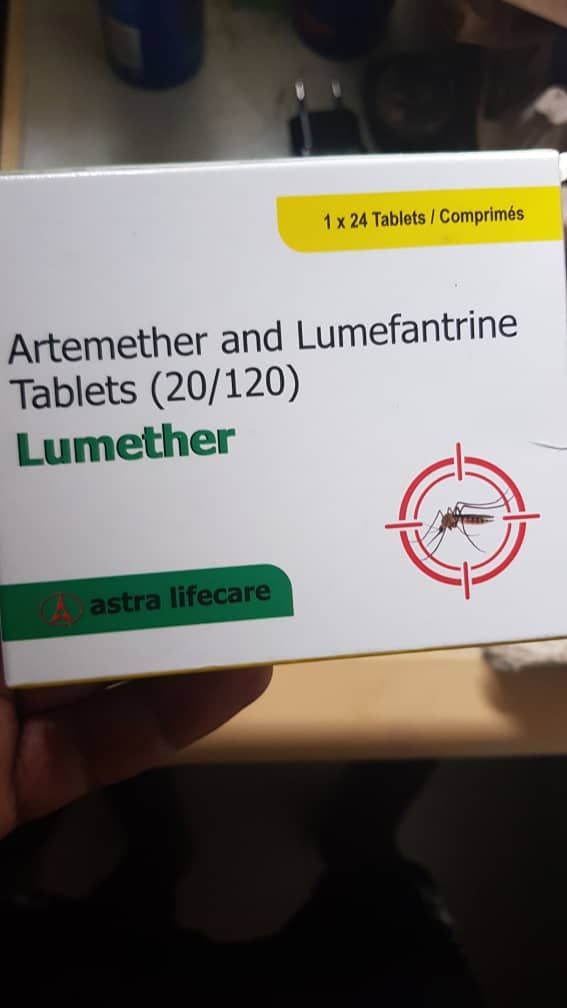 1 x 24 Tablets / Comprimés
Artemether and Lumefantrine
Tablets (20/120)
Lumether
astra lifecare